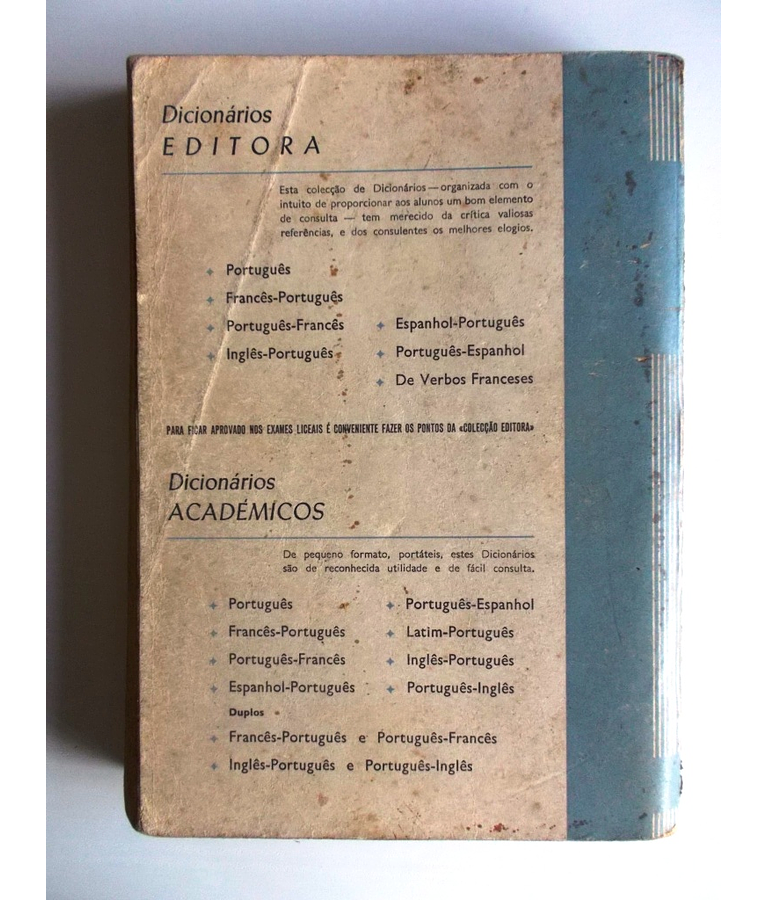 Dicionários
EDITORA
Esta colecção de Dicionários — organizada com o
intuito de proporcionar aos alunos um bom elemento
de consulta — tem merecido da crítica valiosas
referências, e dos consulentes os melhores elogios.
Português
Francês-Português
Português-Francês
Inglês-Português
Espanhol-Português
Português-Espanhol
De Verbos Franceses
PARA FICAR APROVADO NOS EXAMES LICEAIS É CONVENIENTE FAZER OS PONTOS DA «COLECÇÃO EDITORA»
Dicionários
ACADÉMICOS
De pequeno formato, portáteis, estes Dicionários
são de reconhecida utilidade e de fácil consulta.
Português
Francês-Português
Português-Francês
Espanhol-Português
Português-Espanhol
Latim-Português
Inglês-Português
Português-Inglês
Duplos
Francês-Português e Português-Francês
Inglês-Português e Português-Inglês